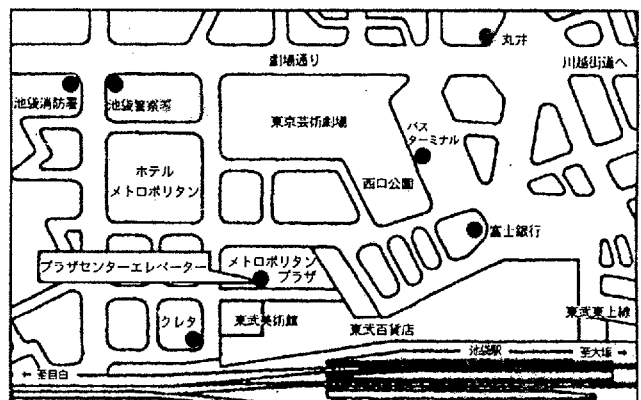 丸井
劇場通り
川越街道へ
池袋消防署
池袋警察署
東京芸術劇場
バス
ターミナル
ホテル
メトロポリタン
西口公園
富士銀行
プラザセンターエレベーター
メトロポリタン
プラザ
クレタ
東武美術館
東武百貨店
東武東上線
池袋駅
至大塚 →
← 至目白